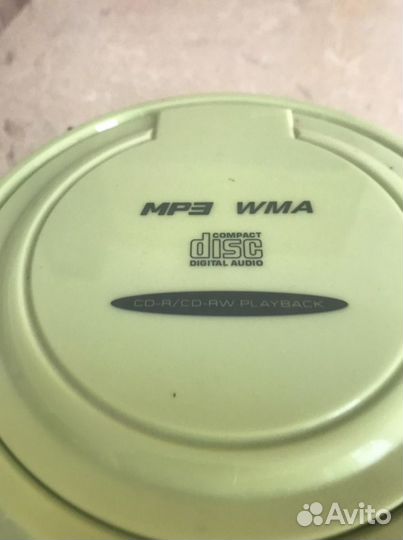 MP3 WMA
COMPACT
disc
DIGITAL AUDIO
CD-R/CD-RW PLAYBACK
Avito